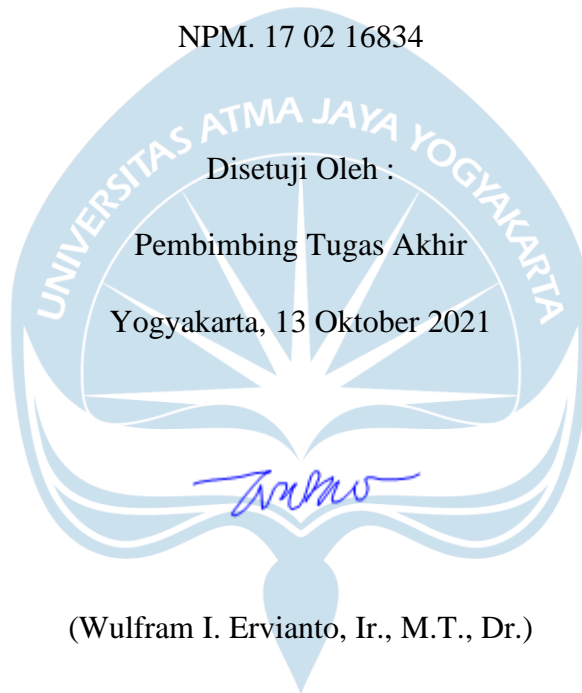 NPM. 17 02 16834
UNIVERSITAS ATMA JAYA YOGYAKARTA
Disetuji Oleh :
Pembimbing Tugas Akhir
Yogyakarta, 13 Oktober 2021
(Wulfram I. Ervianto, Ir., M.T., Dr.)